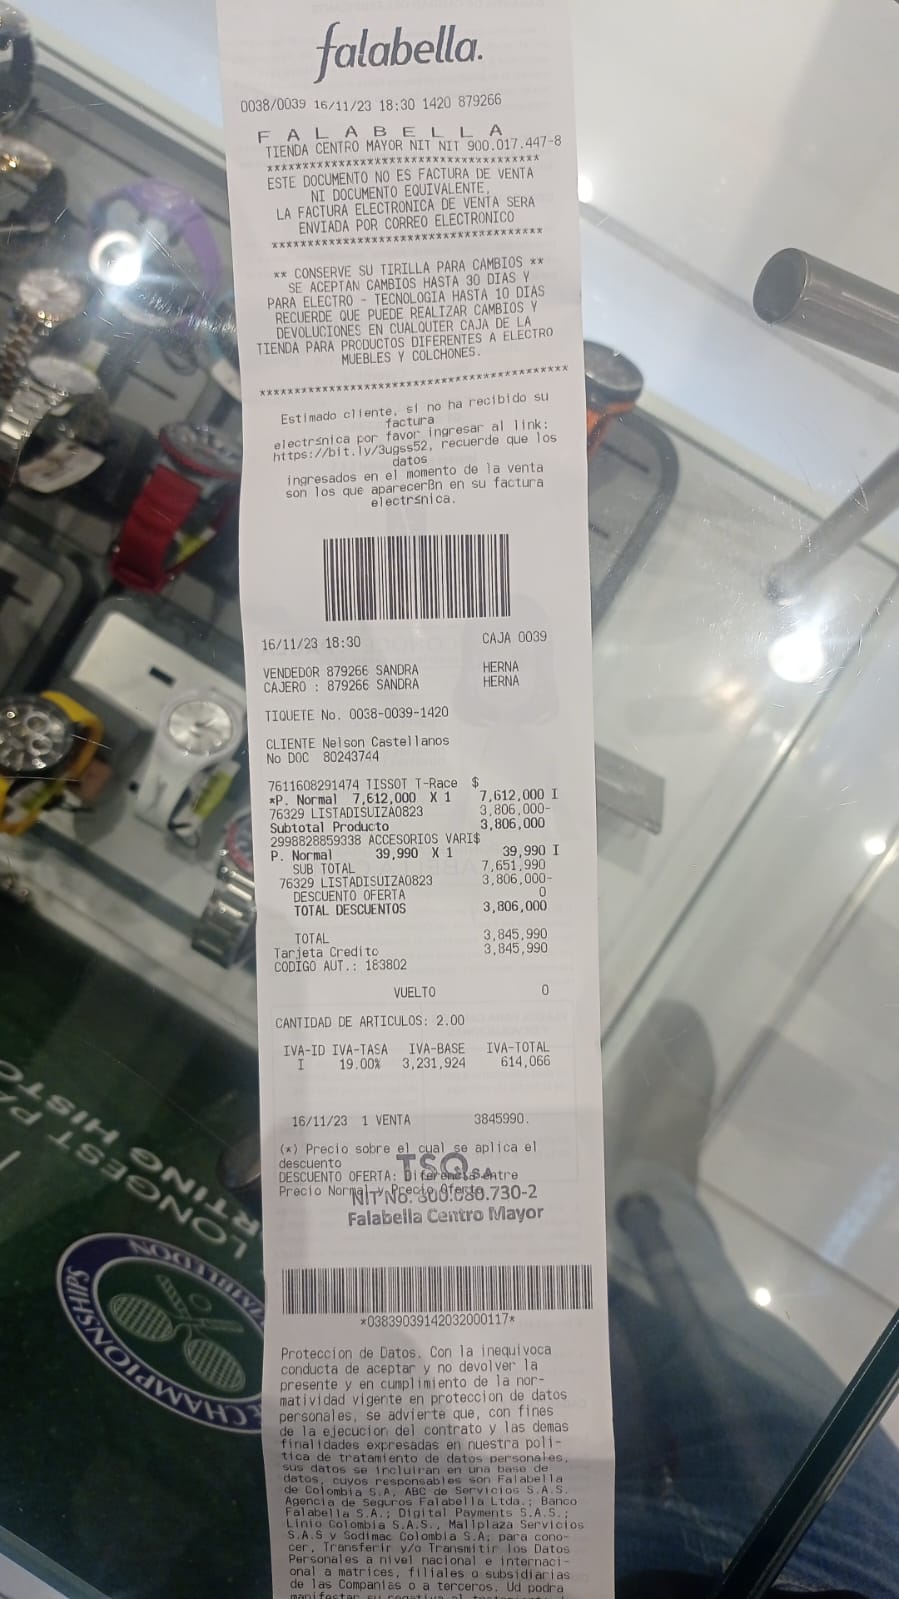 falabella.
0038/0039 16/11/23 18:30 1420 879266
F A L A B E L L A
TIENDA CENTRO MAYOR NIT NIT 900.017.447-8
****************************************
ESTE DOCUMENTO NO ES FACTURA DE VENTA
NI DOCUMENTO EQUIVALENTE,
LA FACTURA ELECTRONICA DE VENTA SERA
ENVIADA POR CORREO ELECTRONICO
****************************************
** CONSERVE SU TIRILLA PARA CAMBIOS **
SE ACEPTAN CAMBIOS HASTA 30 DIAS Y
PARA ELECTRO - TECNOLOGIA HASTA 10 DIAS
RECUERDE QUE PUEDE REALIZAR CAMBIOS Y
DEVOLUCIONES EN CUALQUIER CAJA DE LA
TIENDA PARA PRODUCTOS DIFERENTES A ELECTRO
MUEBLES Y COLCHONES.
********************************************
Estimado cliente, si no ha recibido su
factura
electrsnica por favor ingresar al link:
https://bit.ly/3ugss52, recuerde que los
datos
ingresados en el momento de la venta
son los que aparecerßn en su factura
electrsnica.
16/11/23 18:30 CAJA 0039
VENDEDOR 879266 SANDRA HERNA
CAJERO : 879266 SANDRA HERNA
TIQUETE No. 0038-0039-1420
CLIENTE Nelson Castellanos
No DOC 80243744
7611608291474 TISSOT T-Race $
*P. Normal 7,612,000 X 1 7,612,000 I
76329 LISTADISUIZA0823 3,806,000-
Subtotal Producto 3,806,000
2998828859338 ACCESORIOS VARI$
P. Normal 39,990 X 1 39,990 I
SUB TOTAL 7,651,990
76329 LISTADISUIZA0823 3,806,000-
DESCUENTO OFERTA 0
TOTAL DESCUENTOS 3,806,000
TOTAL 3,845,990
Tarjeta Credito 3,845,990
CODIGO AUT.: 183802
VUELTO 0
CANTIDAD DE ARTICULOS: 2.00
IVA-ID IVA-TASA IVA-BASE IVA-TOTAL
I 19.00% 3,231,924 614,066
16/11/23 1 VENTA 3845990.
(*) Precio sobre el cual se aplica el
descuento
DESCUENTO OFERTA: Diferencia entre
Precio Normal y Precio Oferta
TSQ S.A.
NIT No. 800.080.730-2
Falabella Centro Mayor
*03839039142032000117*
Proteccion de Datos. Con la inequivoca
conducta de aceptar y no devolver la
presente y en cumplimiento de la nor-
matividad vigente en proteccion de datos
personales, se advierte que, con fines
de la ejecucion del contrato y las demas
finalidades expresadas en nuestra poli-
tica de tratamiento de datos personales,
sus datos se incluiran en una base de
datos, cuyos responsables son Falabella
de Colombia S.A, ABC de Servicios S.A.S.
Agencia de Seguros Falabella Ltda.; Banco
Falabella S.A.; Digital Payments S.A.S.;
Linio Colombia S.A.S., Mallplaza Servicios
S.A.S y Sodimac Colombia S.A; para cono-
cer, Transferir y/o Transmitir los Datos
Personales a nivel nacional e internaci-
onal a matrices, filiales o subsidiarias
de las Companias o a terceros. Ud podra
CHAMPIONSHIPS
WIMBLEDON
LONGEST